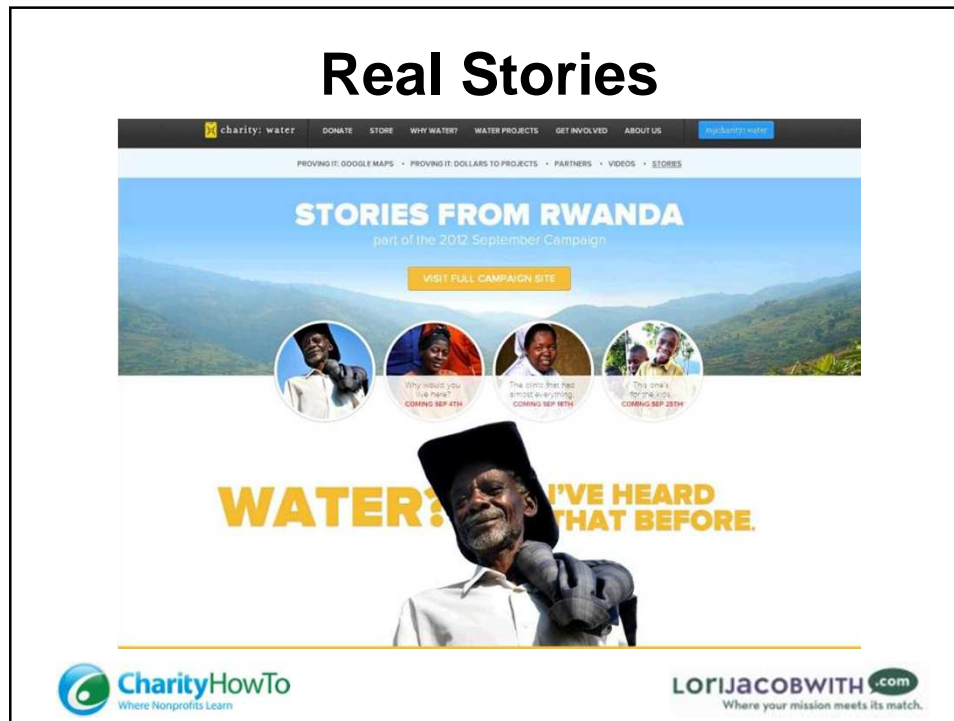 Real Stories
charity: water DONATE STORE WHY WATER? WATER PROJECTS GET INVOLVED ABOUT US mycharity: water
PROVING IT: GOOGLE MAPS • PROVING IT: DOLLARS TO PROJECTS • PARTNERS • VIDEOS • STORIES
STORIES FROM RWANDA
part of the 2012 September Campaign
VISIT FULL CAMPAIGN SITE
Why would you
live here?
COMING SEP 4TH
The clinic that had
almost everything.
COMING SEP 18TH
This one's
for the kids.
COMING SEP 25TH
WATER?
I'VE HEARD
THAT BEFORE.
CharityHowTo
Where Nonprofits Learn
LORIJACOBWITH.com
Where your mission meets its match.